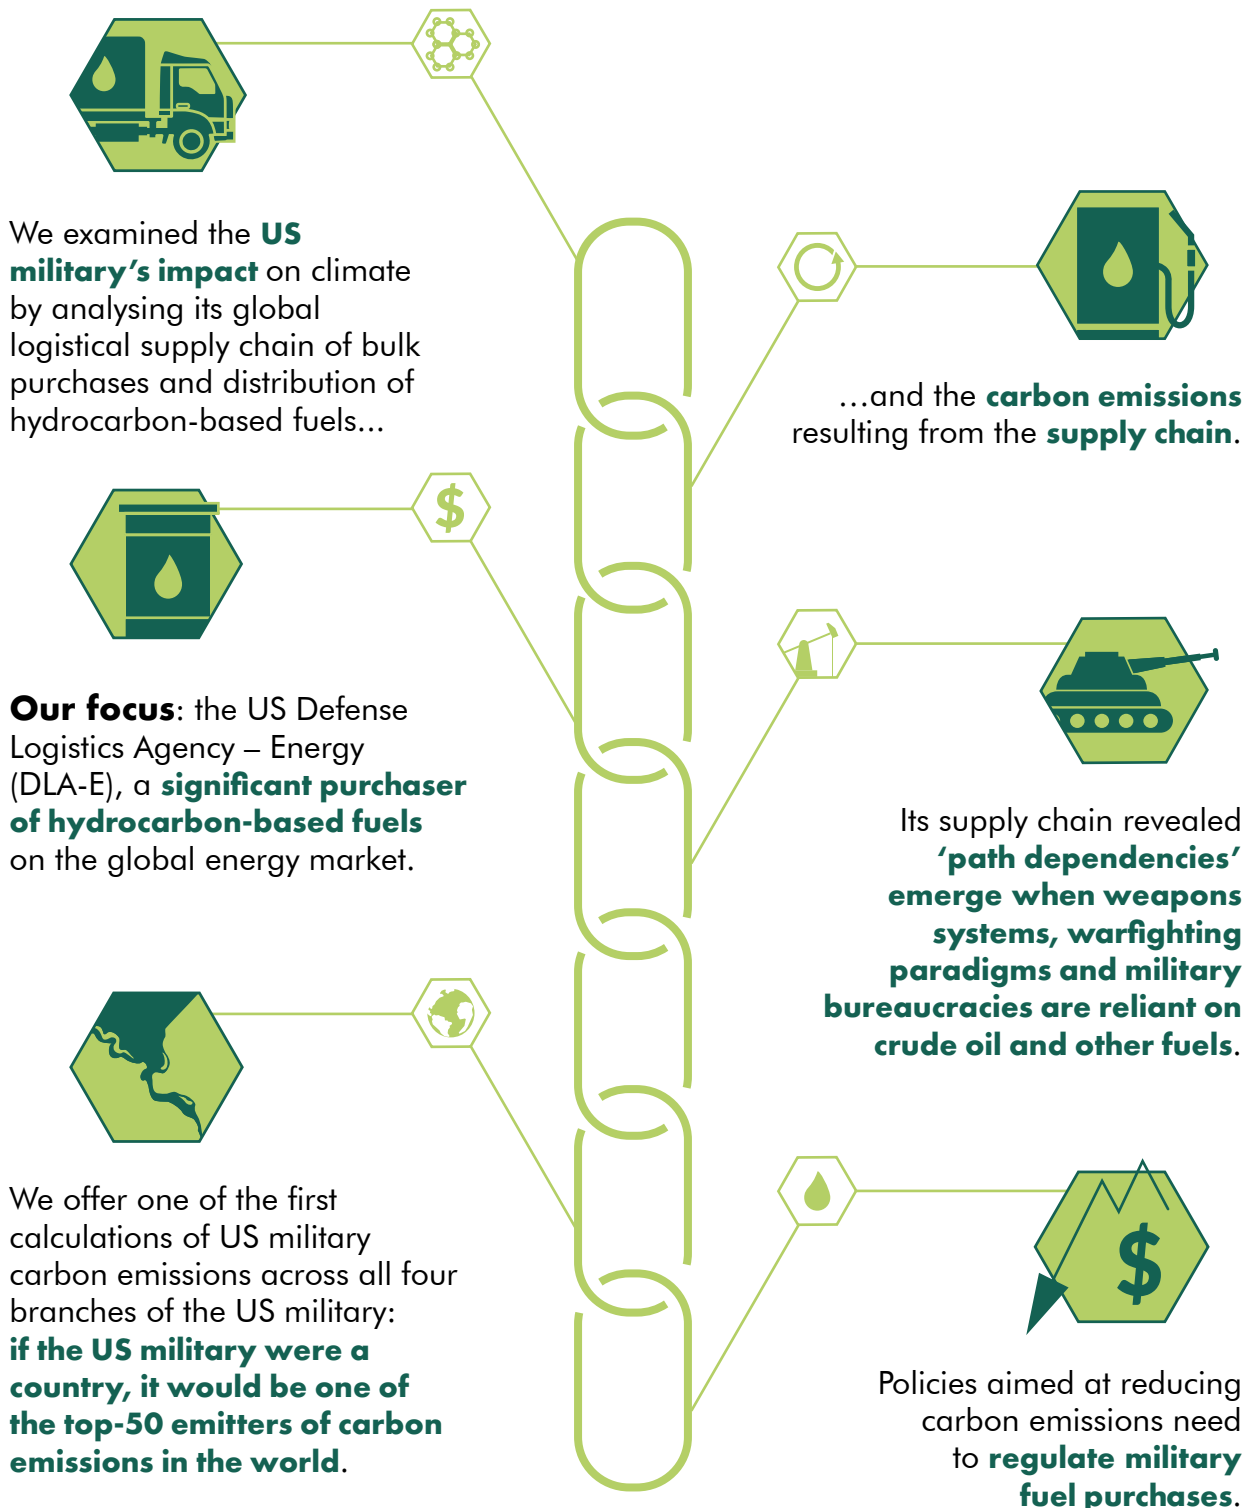 We examined the US
military’s impact on climate
by analysing its global
logistical supply chain of bulk
purchases and distribution of
hydrocarbon-based fuels...
...and the carbon emissions
resulting from the supply chain.
$
Our focus: the US Defense
Logistics Agency – Energy
(DLA-E), a significant purchaser
of hydrocarbon-based fuels
on the global energy market.
Its supply chain revealed
‘path dependencies’
emerge when weapons
systems, warfighting
paradigms and military
bureaucracies are reliant on
crude oil and other fuels.
We offer one of the first
calculations of US military
carbon emissions across all four
branches of the US military:
if the US military were a
country, it would be one of
the top-50 emitters of carbon
emissions in the world.
$
Policies aimed at reducing
carbon emissions need
to regulate military
fuel purchases.